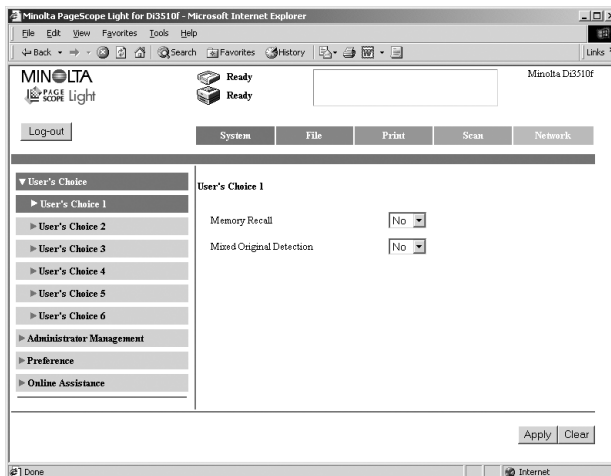 Minolta PageScope Light for Di3510f - Microsoft Internet Explorer
File Edit View Favorites Tools Help
Back Search Favorites History Links
MINOLTA
PAGE SCOPE Light
Ready
Ready
Minolta Di3510f
Log-out
System File Print Scan Network
User's Choice
User's Choice 1
User's Choice 2
User's Choice 3
User's Choice 4
User's Choice 5
User's Choice 6
Administrator Management
Preference
Online Assistance
User's Choice 1
Memory Recall No
Mixed Original Detection No
Apply Clear
Done Internet